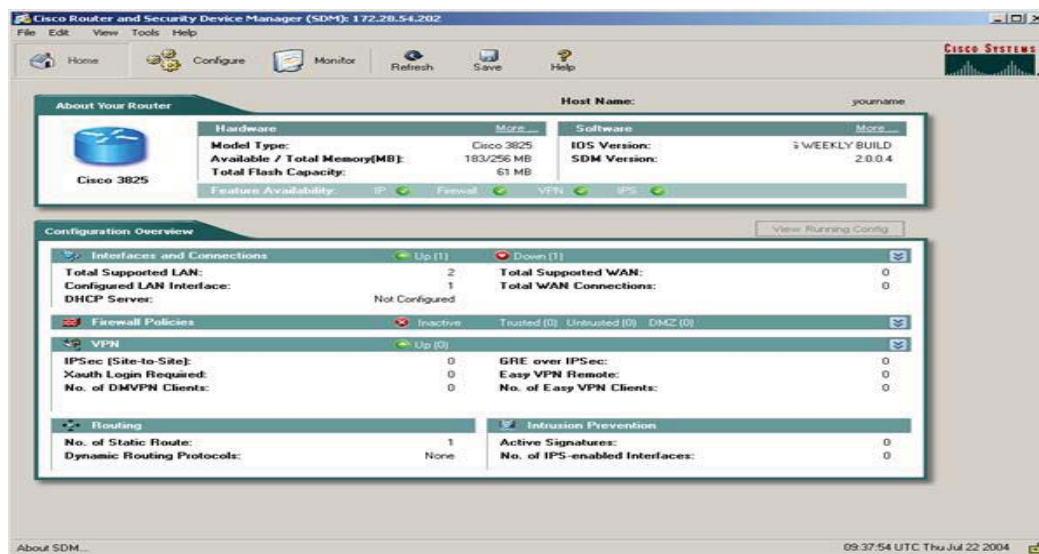 Cisco Router and Security Device Manager (SDM): 172.28.54.202
File Edit View Tools Help
Home Configure Monitor Refresh Save Help
CISCO SYSTEMS
About Your Router
Host Name: yourname
Cisco 3825
Hardware More ...
Model Type: Cisco 3825
Available / Total Memory(MB): 183/256 MB
Total Flash Capacity: 61 MB
Software More ...
IOS Version: WEEKLY BUILD
SDM Version: 2.0.0.4
Feature Availability: IP Firewall VPN IPS
Configuration Overview
View Running Config
Interfaces and Connections Up (1) Down (1)
Total Supported LAN: 2 Total Supported WAN: 0
Configured LAN Interface: 1 Total WAN Connections: 0
DHCP Server: Not Configured
Firewall Policies Inactive Trusted (0) Untrusted (0) DMZ (0)
VPN Up (0)
IPSec (Site-to-Site): 0 GRE over IPSec: 0
Xauth Login Required: 0 Easy VPN Remote: 0
No. of DMVPN Clients: 0 No. of Easy VPN Clients: 0
Routing
No. of Static Route: 1
Dynamic Routing Protocols: None
Intrusion Prevention
Active Signatures: 0
No. of IPS-enabled Interfaces: 0
About SDM...
09:37:54 UTC Thu Jul 22 2004